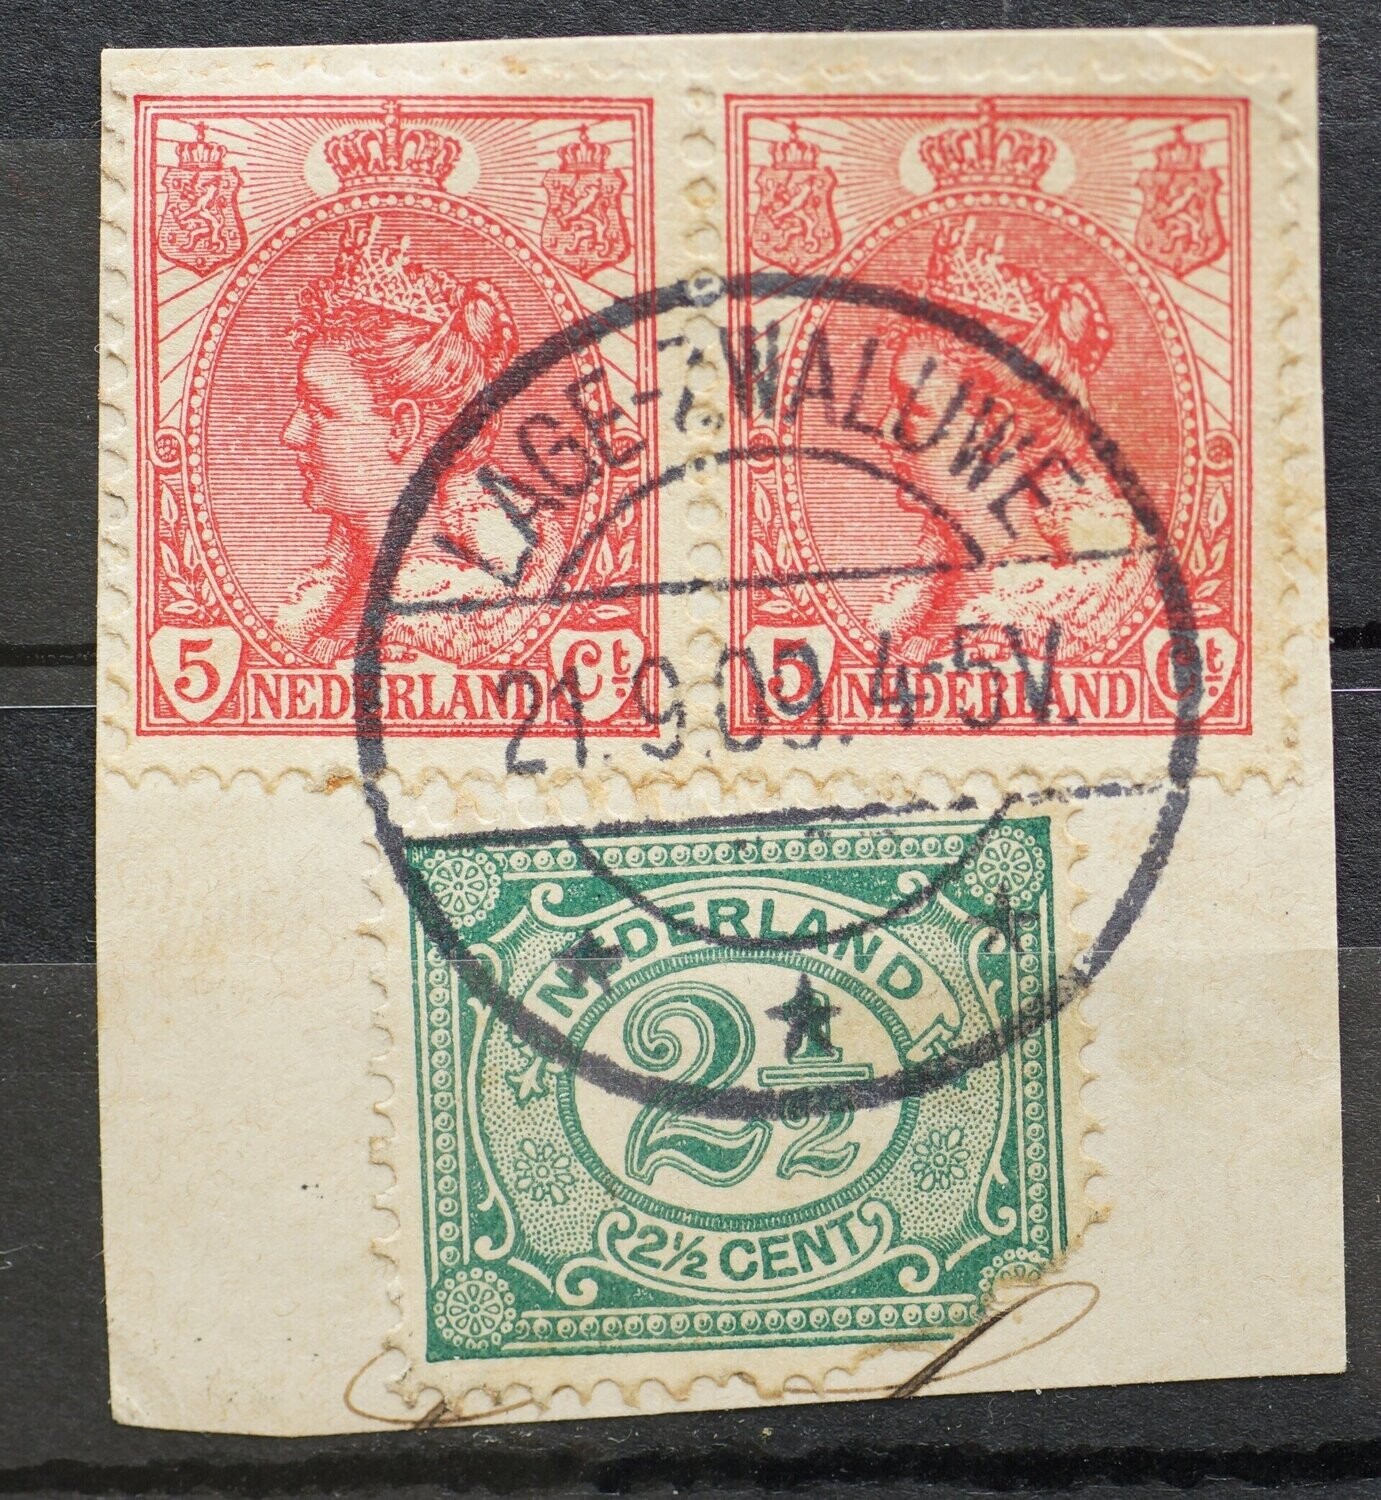 5 NEDERLAND Ct.
5 NEDERLAND Ct.
LAGE-ZWALUWE
21.9.09.4-5V.
NEDERLAND
2½
2½ CENT